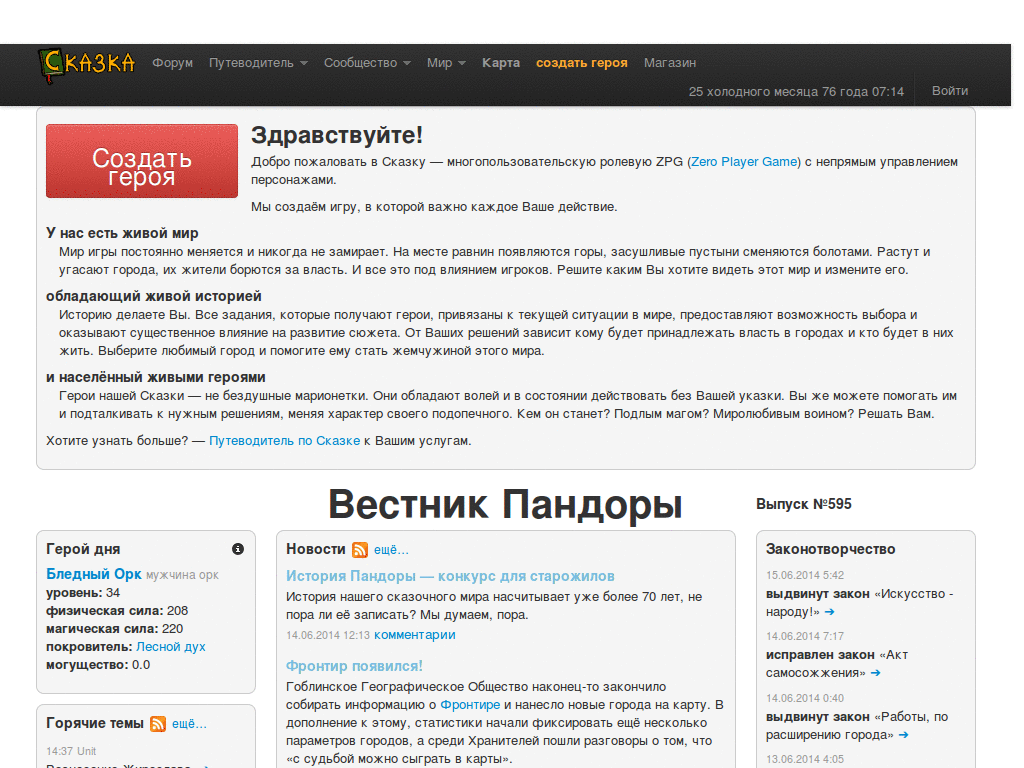 Сказка
Форум Путеводитель Сообщество Мир Карта создать героя Магазин
25 холодного месяца 76 года 07:14 Войти
Создать
героя
Здравствуйте!
Добро пожаловать в Сказку — многопользовательскую ролевую ZPG (Zero Player Game) с непрямым управлением
персонажами.
Мы создаём игру, в которой важно каждое Ваше действие.
У нас есть живой мир
Мир игры постоянно меняется и никогда не замирает. На месте равнин появляются горы, засушливые пустыни сменяются болотами. Растут и
угасают города, их жители борются за власть. И все это под влиянием игроков. Решите каким Вы хотите видеть этот мир и измените его.
обладающий живой историей
Историю делаете Вы. Все задания, которые получают герои, привязаны к текущей ситуации в мире, предоставляют возможность выбора и
оказывают существенное влияние на развитие сюжета. От Ваших решений зависит кому будет принадлежать власть в городах и кто будет в них
жить. Выберите любимый город и помогите ему стать жемчужиной этого мира.
и населённый живыми героями
Герои нашей Сказки — не бездушные марионетки. Они обладают волей и в состоянии действовать без Вашей указки. Вы же можете помогать им
и подталкивать к нужным решениям, меняя характер своего подопечного. Кем он станет? Подлым магом? Миролюбивым воином? Решать Вам.
Хотите узнать больше? — Путеводитель по Сказке к Вашим услугам.
Вестник Пандоры
Выпуск №595
Герой дня
Бледный Орк мужчина орк
уровень: 34
физическая сила: 208
магическая сила: 220
покровитель: Лесной дух
могущество: 0.0
Горячие темы ещё...
14:37 Unit
Новости ещё...
История Пандоры — конкурс для старожилов
История нашего сказочного мира насчитывает уже более 70 лет, не
пора ли её записать? Мы думаем, пора.
14.06.2014 12:13 комментарии
Фронтир появился!
Гоблинское Географическое Общество наконец-то закончило
собирать информацию о Фронтире и нанесло новые города на карту. В
дополнение к этому, статистики начали фиксировать ещё несколько
параметров городов, а среди Хранителей пошли разговоры о том, что
«с судьбой можно сыграть в карты».
Законотворчество
15.06.2014 5:42
выдвинут закон «Искусство -
народу!» ➔
14.06.2014 7:17
исправлен закон «Акт
самосожжения» ➔
14.06.2014 0:40
выдвинут закон «Работы, по
расширению города» ➔
13.06.2014 4:05